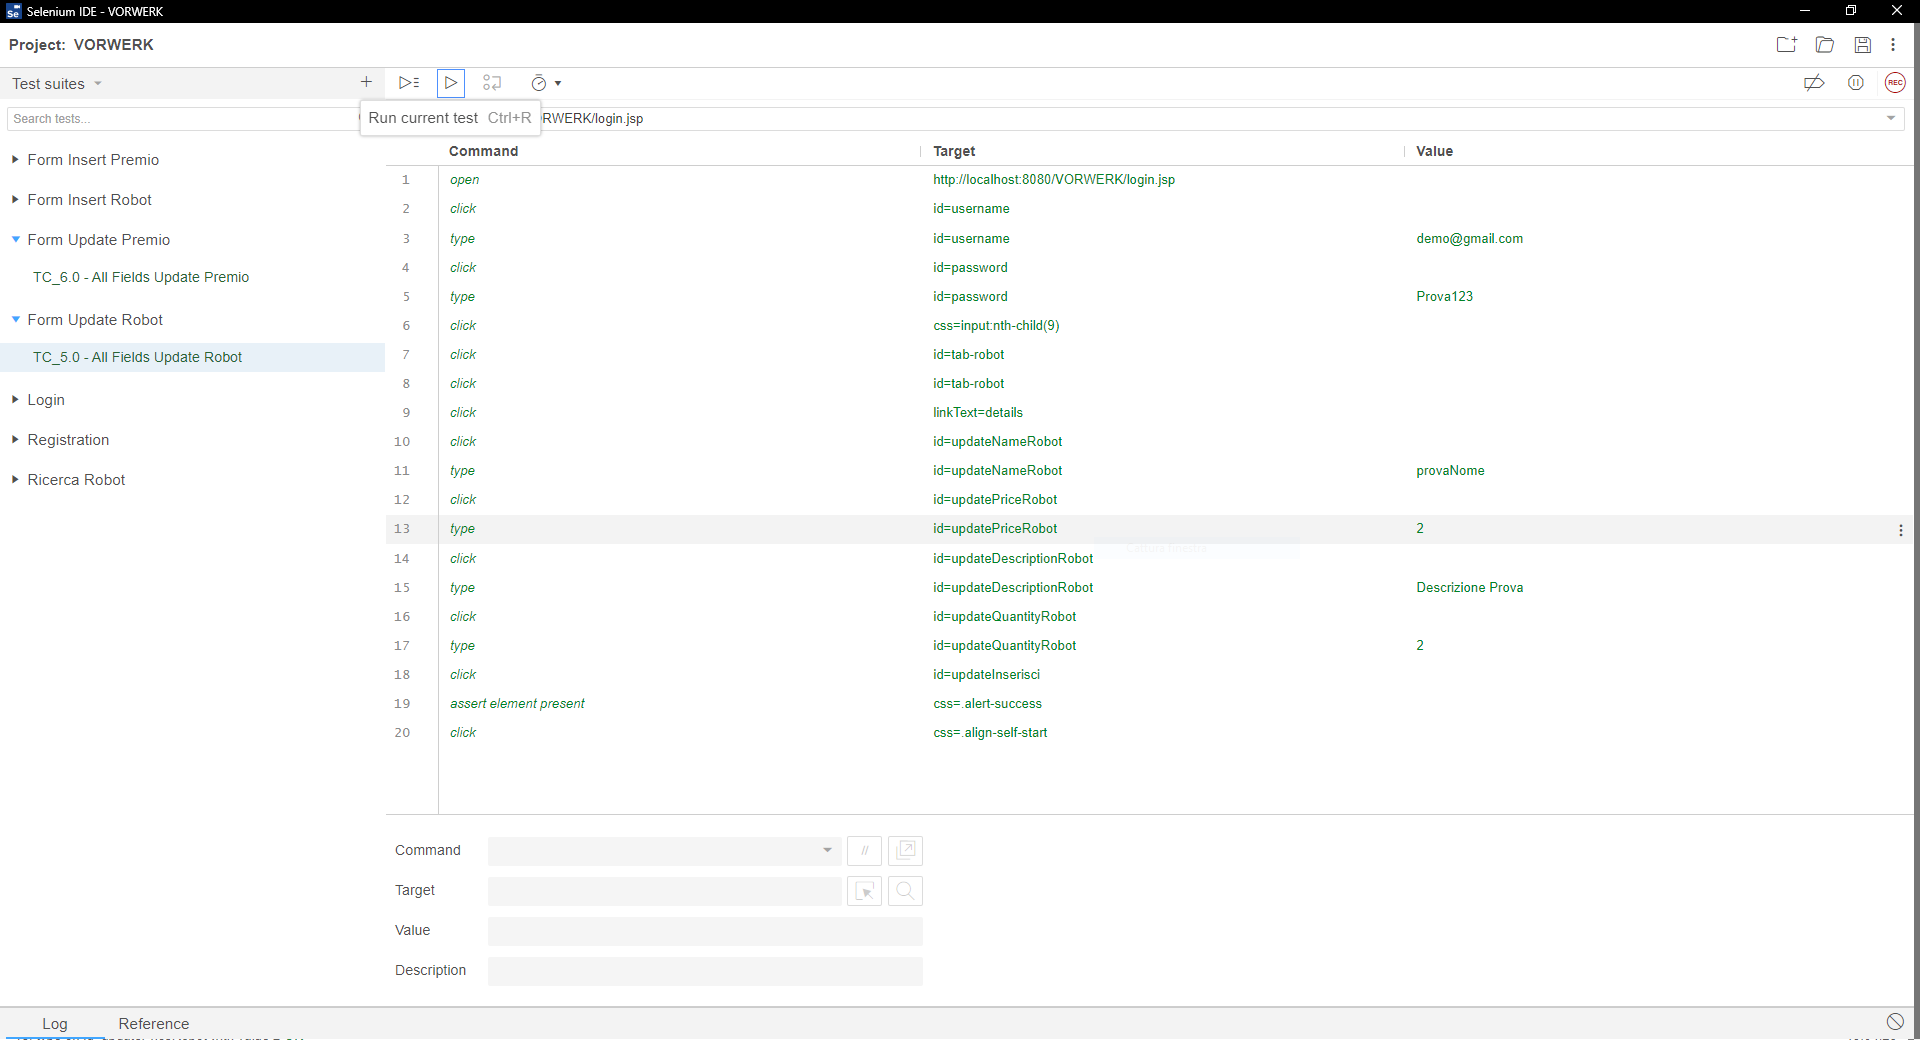 Selenium IDE - VORWERK
Project: VORWERK
Test suites
Run current test Ctrl+R
Search tests...
RWERK/login.jsp
REC
Form Insert Premio
Form Insert Robot
Form Update Premio
TC_6.0 - All Fields Update Premio
Form Update Robot
TC_5.0 - All Fields Update Robot
Login
Registration
Ricerca Robot
Command Target Value
1 open http://localhost:8080/VORWERK/login.jsp
2 click id=username
3 type id=username demo@gmail.com
4 click id=password
5 type id=password Prova123
6 click css=input:nth-child(9)
7 click id=tab-robot
8 click id=tab-robot
9 click linkText=details
10 click id=updateNameRobot
11 type id=updateNameRobot provaNome
12 click id=updatePriceRobot
13 type id=updatePriceRobot 2
14 click id=updateDescriptionRobot
15 type id=updateDescriptionRobot Descrizione Prova
16 click id=updateQuantityRobot
17 type id=updateQuantityRobot 2
18 click id=updateInserisci
19 assert element present css=.alert-success
20 click css=.align-self-start
Command //
Target
Value
Description
Log Reference